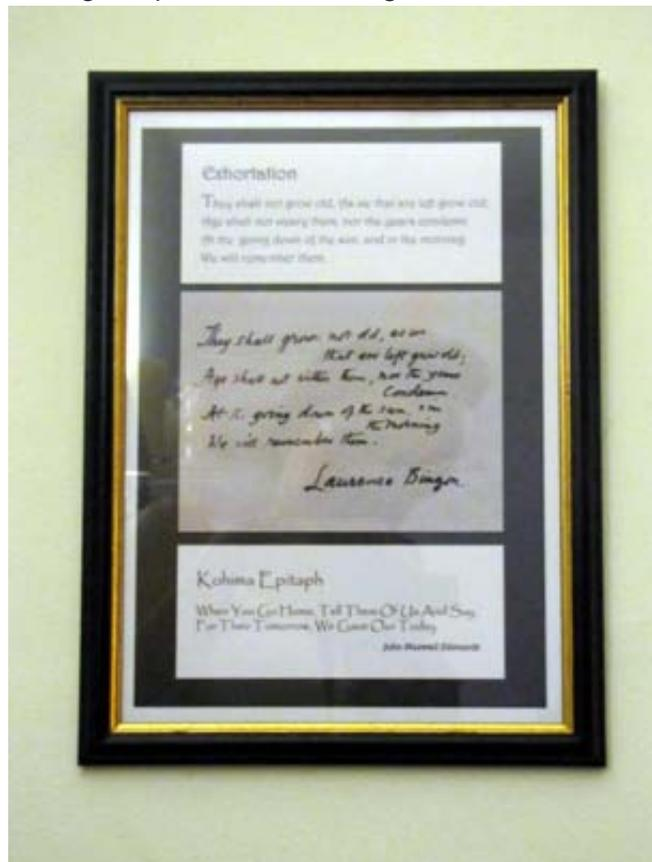 Exhortation
They shall not grow old, as we that are left grow old;
Age shall not weary them, nor the years condemn
At the going down of the sun, and in the morning
We will remember them.
They shall grow not old, as we
that are left grow old;
Age shall not wither them, nor the years
Condemn
At the going down of the sun, and in
the Morning
We will remember them.
Laurence Binyon
Kohima Epitaph
When You Go Home, Tell Them Of Us And Say,
For Their Tomorrow, We Gave Our Today
John Maxwell Edmonds